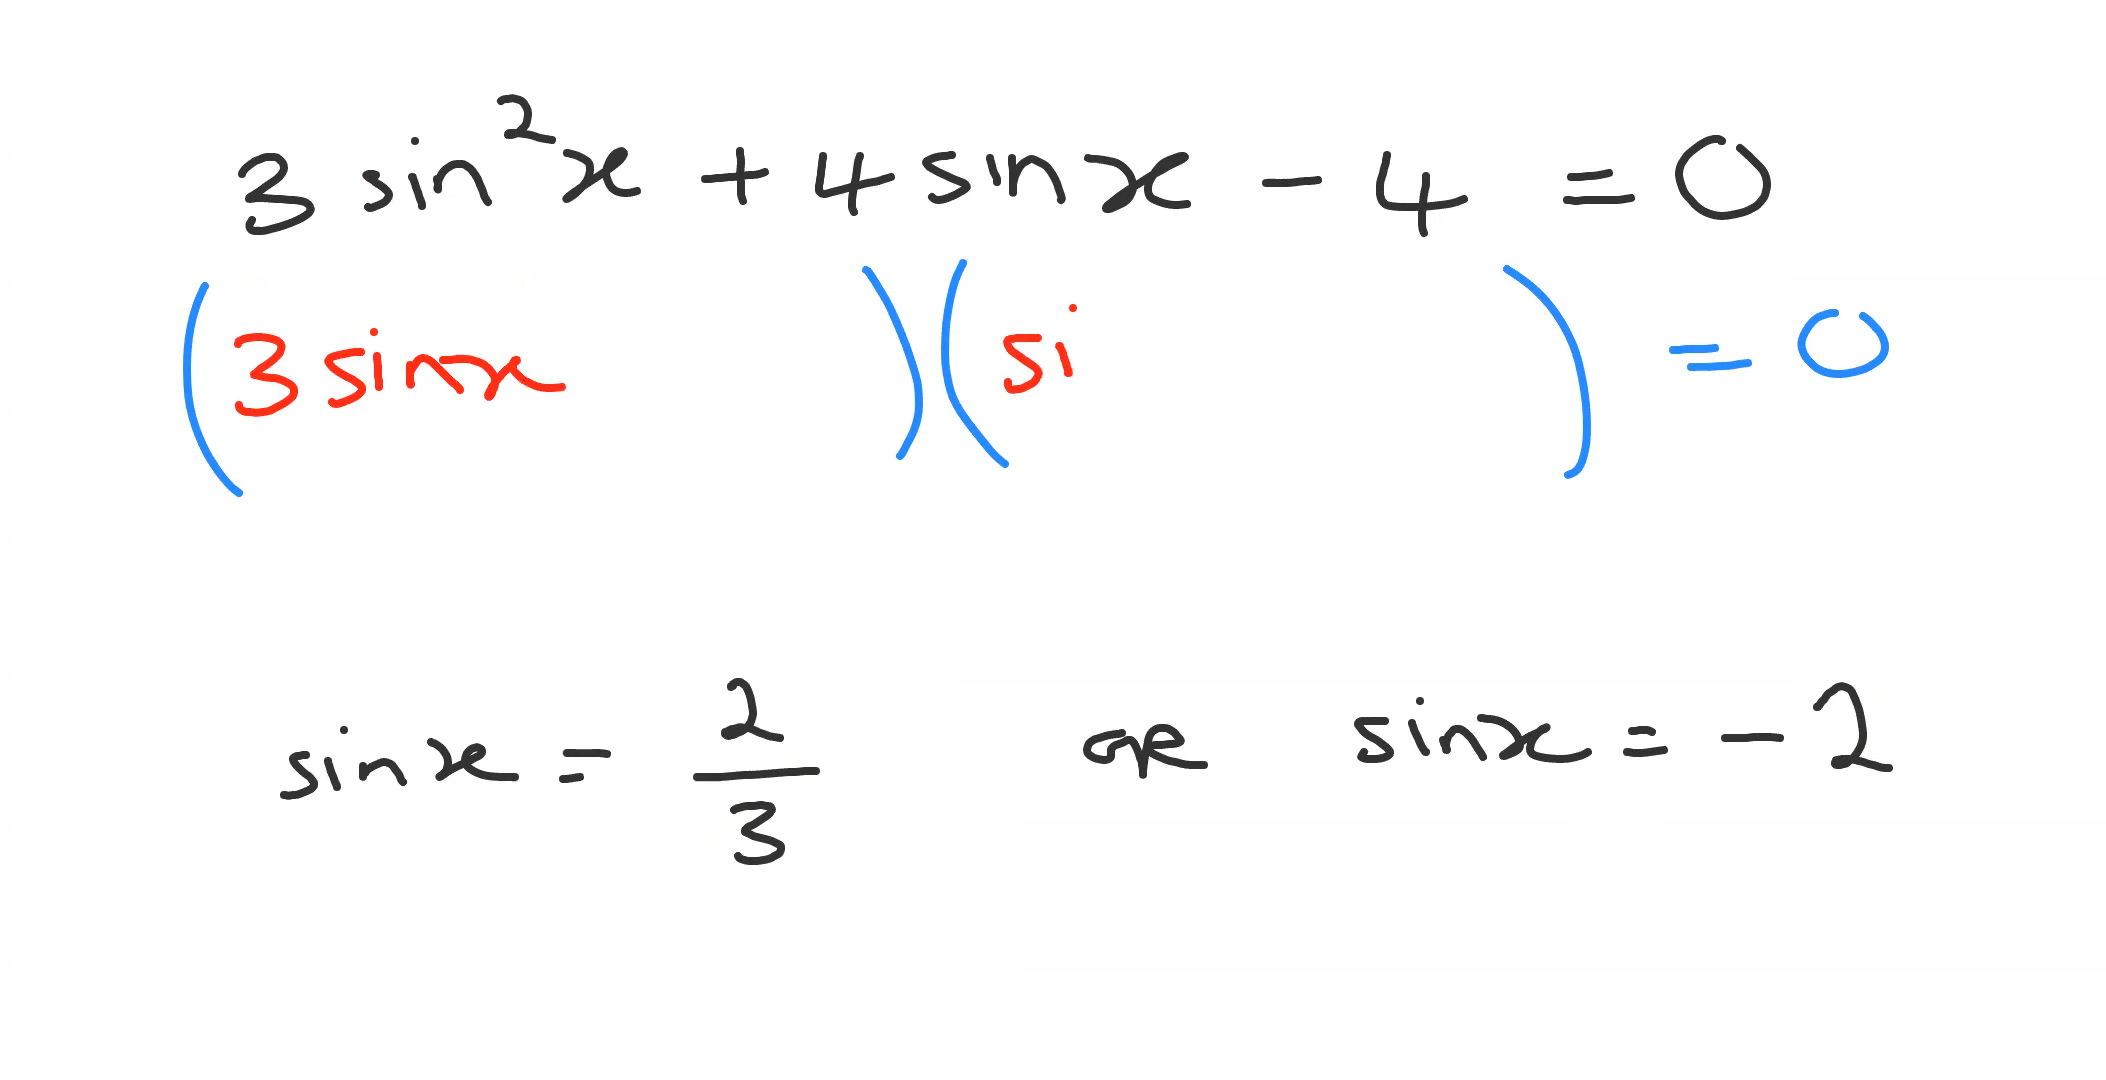 3 sin²x + 4 sinx - 4 = 0
(3 sinx )(si ) = 0
sinx = 2/3 or sinx = -2